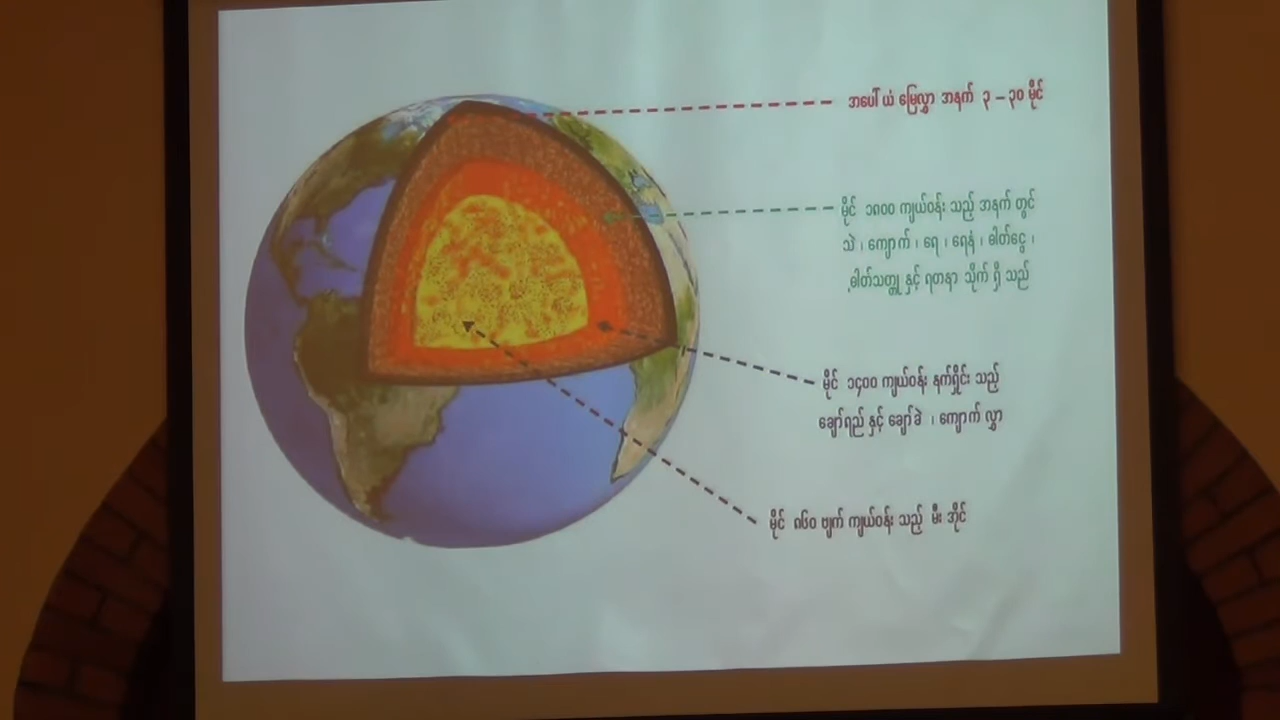 အပေါ်ယံ မြေလွှာ အနက် ၃ – ၃၀ မိုင်
မိုင် ၁၈၀၀ ကျယ်ဝန်း သည့် အနက် တွင်
သဲ ၊ ကျောက် ၊ ရေ ၊ ရေနံ ၊ ဓါတ်ငွေ့ ၊
ဓါတ်သတ္တု နှင့် ရတနာ သိုက် ရှိ သည်
မိုင် ၁၄၀၀ ကျယ်ဝန်း နက်ရှိုင်း သည့်
ချော်ရည် နှင့် ချော်ခဲ ၊ ကျောက် လွှာ
မိုင် ၈၆၀ ဗျက် ကျယ်ဝန်း သည့် မီး အိုင်